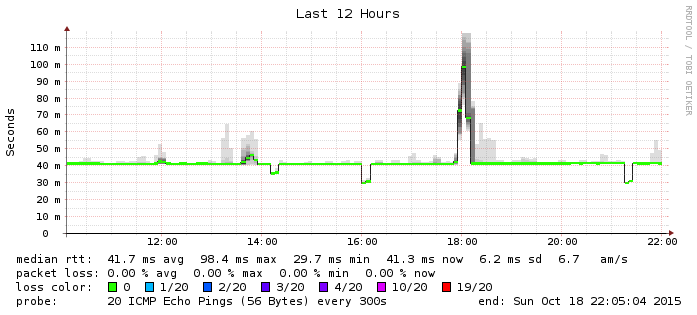 Last 12 Hours
RRDTOOL / TOBI OETIKER
Seconds
110 m
100 m
90 m
80 m
70 m
60 m
50 m
40 m
30 m
20 m
10 m
0
12:00 14:00 16:00 18:00 20:00 22:00
median rtt: 41.7 ms avg 98.4 ms max 29.7 ms min 41.3 ms now 6.2 ms sd 6.7 am/s
packet loss: 0.00 % avg 0.00 % max 0.00 % min 0.00 % now
loss color: 0 1/20 2/20 3/20 4/20 10/20 19/20
probe: 20 ICMP Echo Pings (56 Bytes) every 300s end: Sun Oct 18 22:05:04 2015